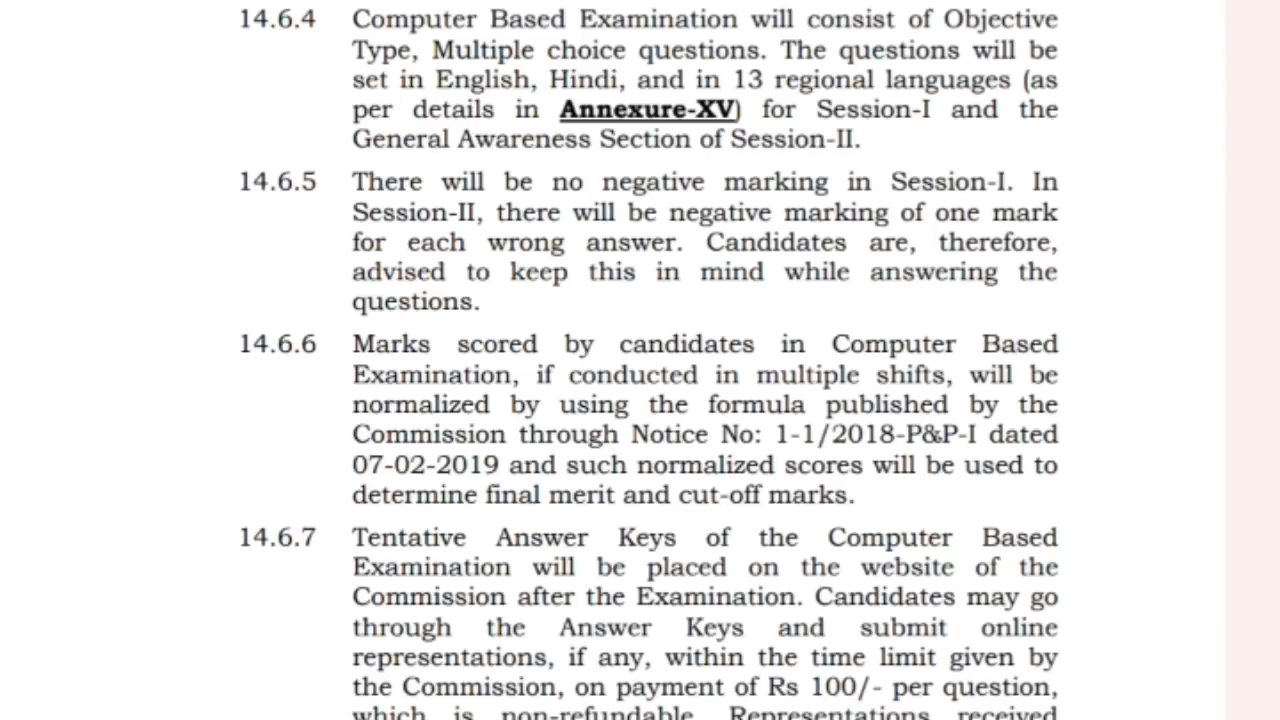 14.6.4 Computer Based Examination will consist of Objective
Type, Multiple choice questions. The questions will be
set in English, Hindi, and in 13 regional languages (as
per details in Annexure-XV) for Session-I and the
General Awareness Section of Session-II.
14.6.5 There will be no negative marking in Session-I. In
Session-II, there will be negative marking of one mark
for each wrong answer. Candidates are, therefore,
advised to keep this in mind while answering the
questions.
14.6.6 Marks scored by candidates in Computer Based
Examination, if conducted in multiple shifts, will be
normalized by using the formula published by the
Commission through Notice No: 1-1/2018-P&P-I dated
07-02-2019 and such normalized scores will be used to
determine final merit and cut-off marks.
14.6.7 Tentative Answer Keys of the Computer Based
Examination will be placed on the website of the
Commission after the Examination. Candidates may go
through the Answer Keys and submit online
representations, if any, within the time limit given by
the Commission, on payment of Rs 100/- per question,
which is non-refundable. Representations received